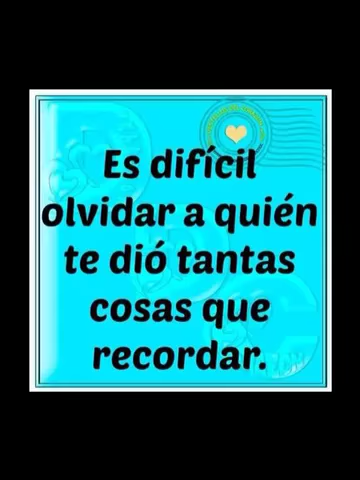 Es difícil
olvidar a quién
te dió tantas
cosas que
recordar.